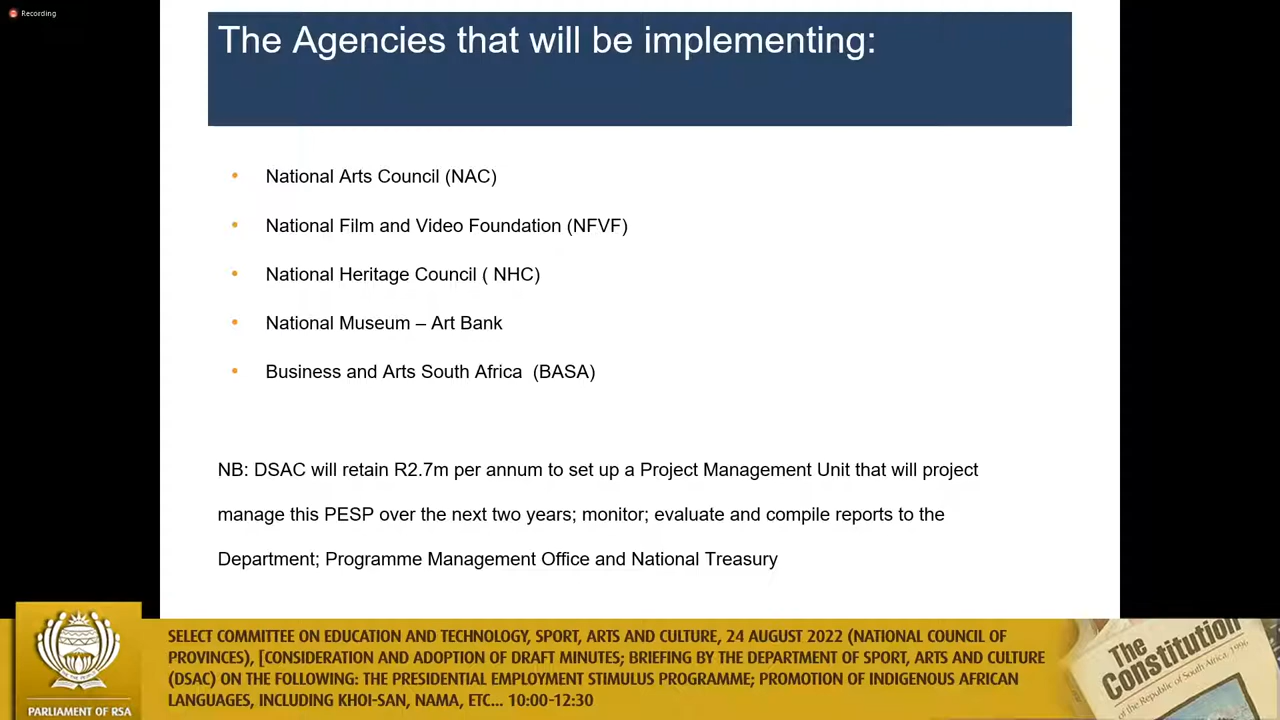 Recording
The Agencies that will be implementing:
• National Arts Council (NAC)
• National Film and Video Foundation (NFVF)
• National Heritage Council ( NHC)
• National Museum – Art Bank
• Business and Arts South Africa  (BASA)
NB: DSAC will retain R2.7m per annum to set up a Project Management Unit that will project
manage this PESP over the next two years; monitor; evaluate and compile reports to the
Department; Programme Management Office and National Treasury
SELECT COMMITTEE ON EDUCATION AND TECHNOLOGY, SPORT, ARTS AND CULTURE, 24 AUGUST 2022 (NATIONAL COUNCIL OF
PROVINCES), [CONSIDERATION AND ADOPTION OF DRAFT MINUTES; BRIEFING BY THE DEPARTMENT OF SPORT, ARTS AND CULTURE
(DSAC) ON THE FOLLOWING: THE PRESIDENTIAL EMPLOYMENT STIMULUS PROGRAMME; PROMOTION OF INDIGENOUS AFRICAN
LANGUAGES, INCLUDING KHOI-SAN, NAMA, ETC... 10:00-12:30
PARLIAMENT OF RSA
The
Constitution
of the Republic of South Africa, 1996